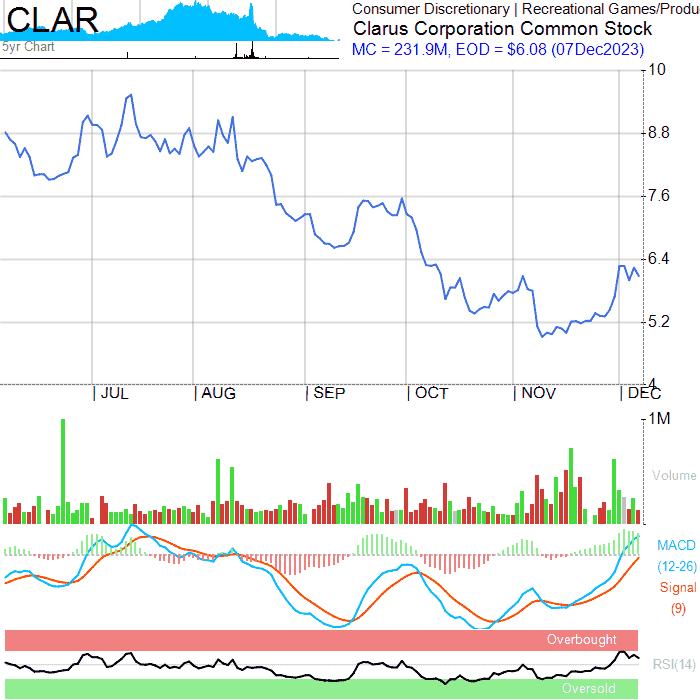 CLAR
5yr Chart
Consumer Discretionary | Recreational Games/Produ
Clarus Corporation Common Stock
MC = 231.9M, EOD = $6.08 (07Dec2023)
10
8.8
7.6
6.4
5.2
4
| JUL | AUG | SEP | OCT | NOV | DEC
1M
Volume
MACD
(12-26)
Signal
(9)
Overbought
RSI(14)
Oversold